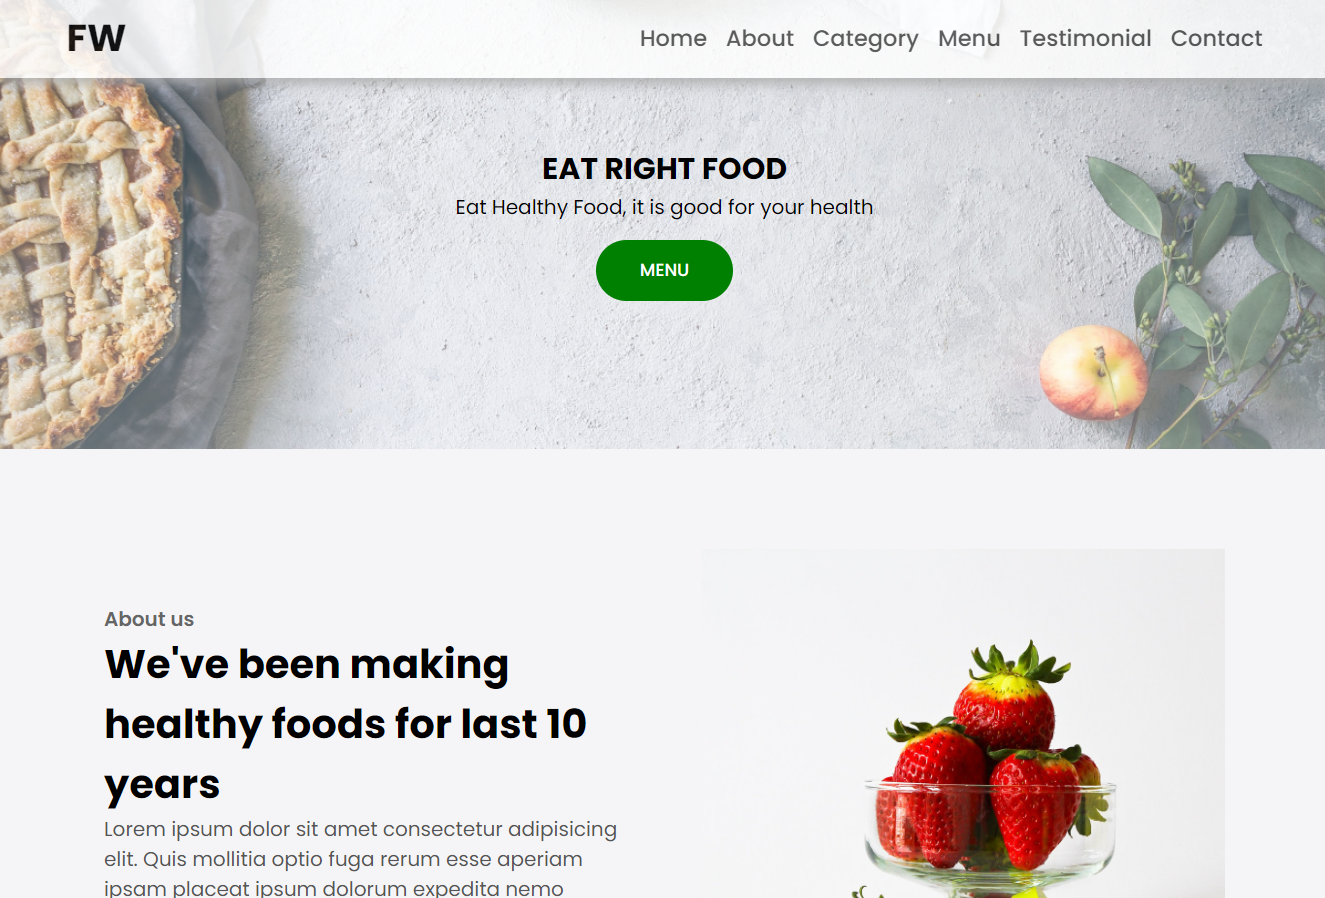 FW
Home About Category Menu Testimonial Contact
EAT RIGHT FOOD
Eat Healthy Food, it is good for your health
MENU
About us
We've been making
healthy foods for last 10
years
Lorem ipsum dolor sit amet consectetur adipisicing
elit. Quis mollitia optio fuga rerum esse aperiam
ipsam placeat ipsum dolorum expedita nemo